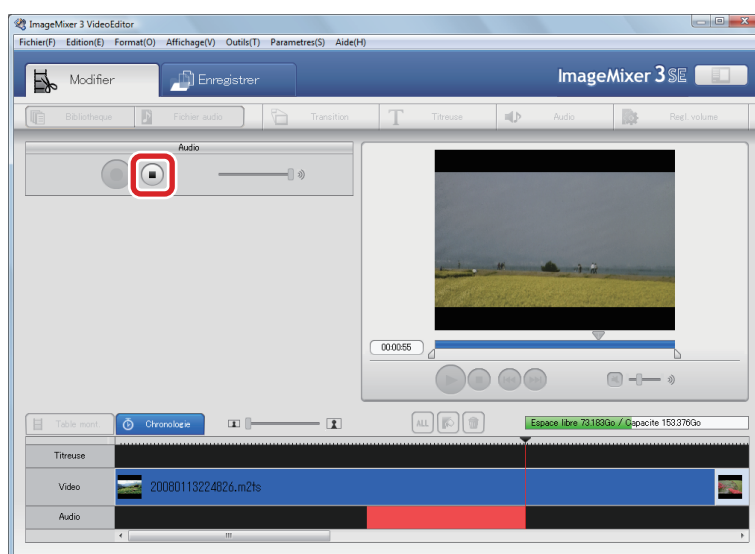 ImageMixer 3 VideoEditor
Fichier(F) Edition(E) Format(O) Affichage(V) Outils(T) Parametres(S) Aide(H)
Modifier Enregistrer ImageMixer 3 SE
Bibliotheque Fichier audio Transition Titreuse Audio Regl. volume
Audio
00:00:55
Table mont. Chronologie ALL Espace libre 73.183Go / Capacite 153.376Go
Titreuse
Video 20080113224826.m2ts
Audio